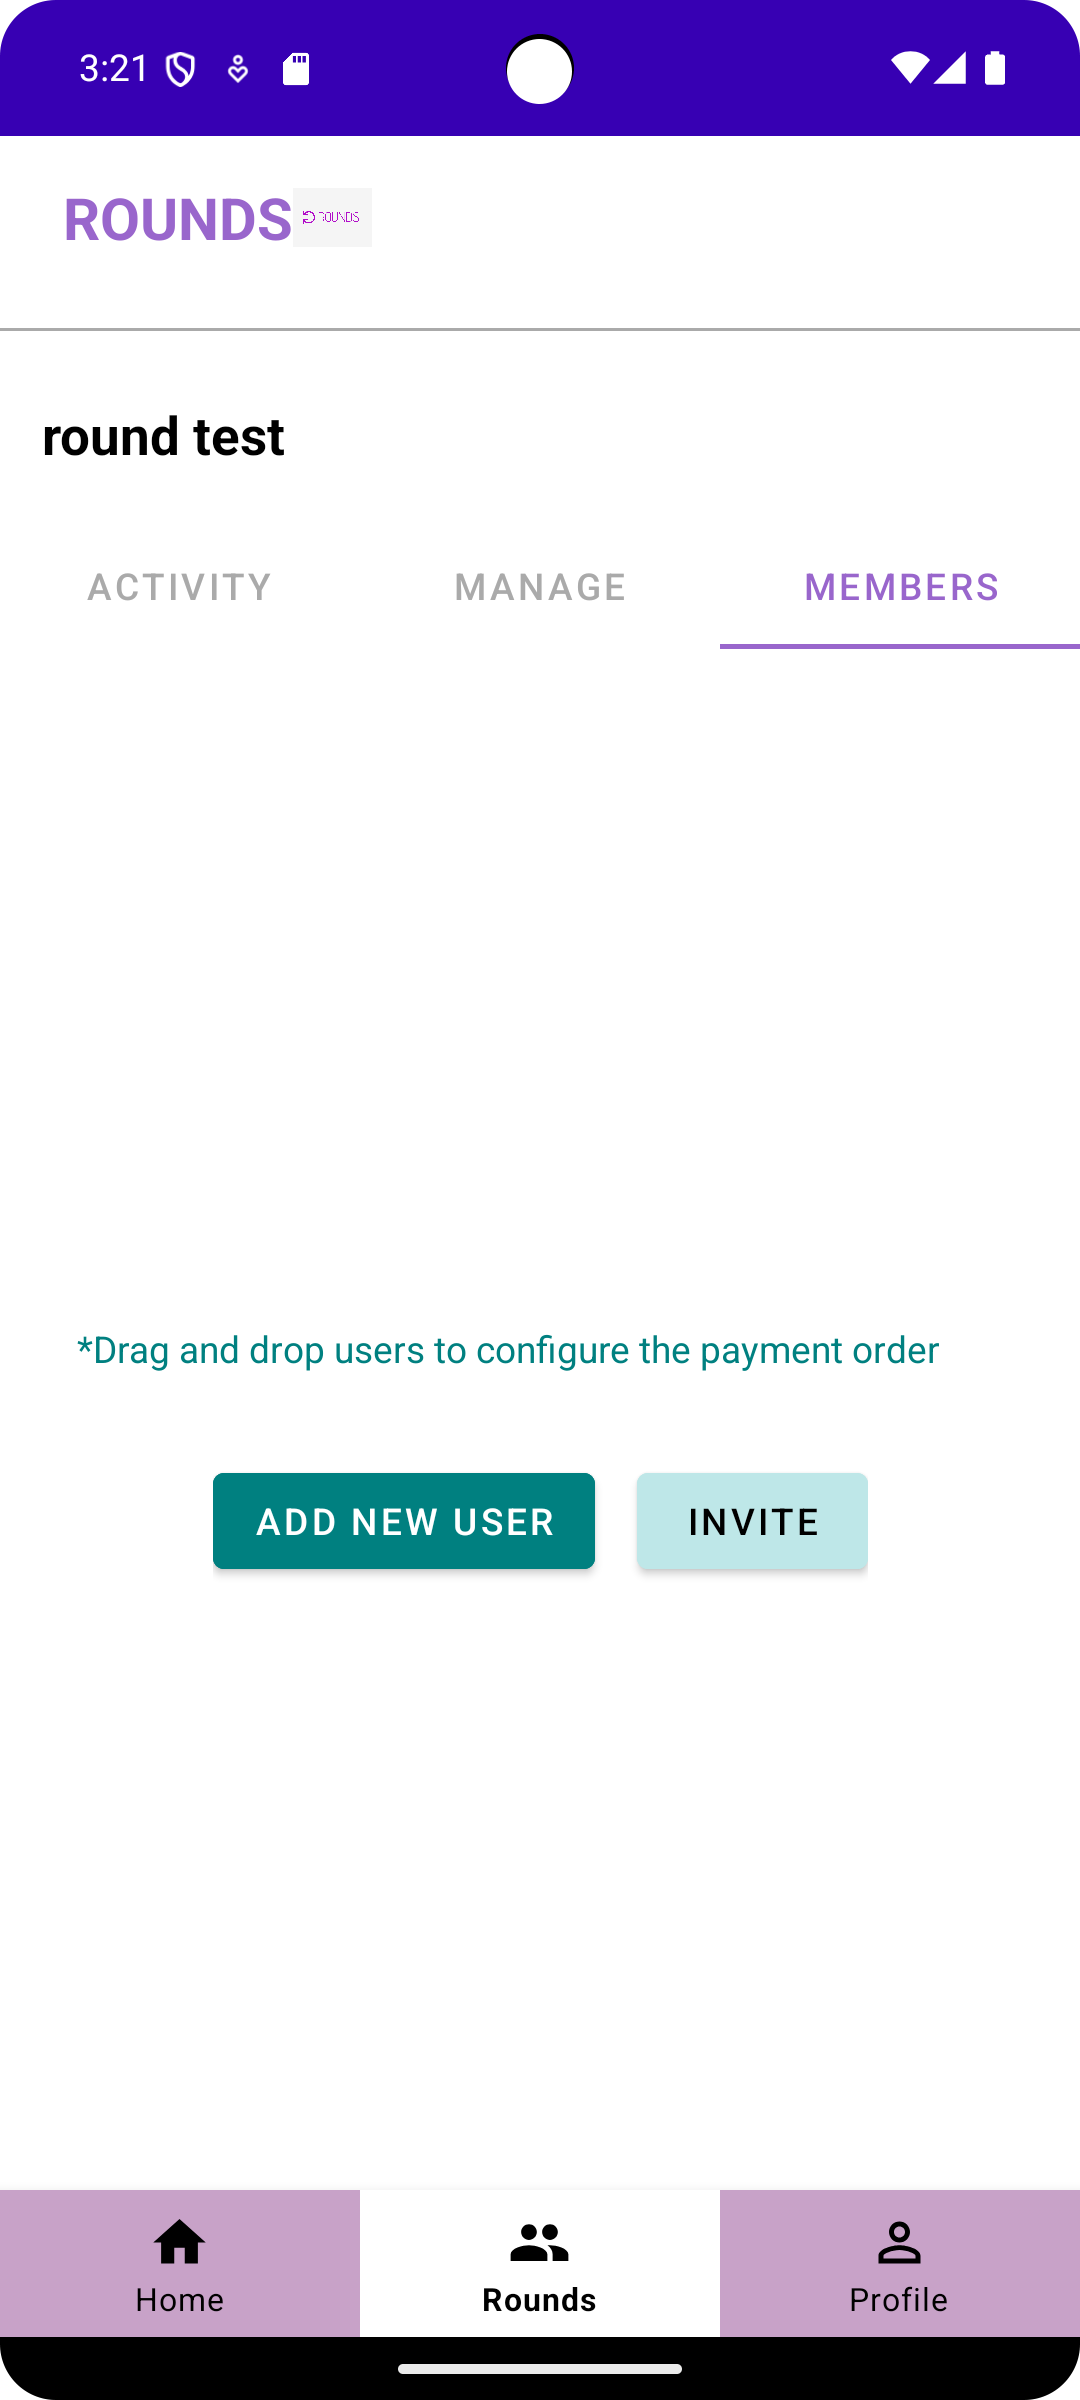 3:21
ROUNDS ROUNDS
round test
ACTIVITY MANAGE MEMBERS
*Drag and drop users to configure the payment order
ADD NEW USER INVITE
Home Rounds Profile